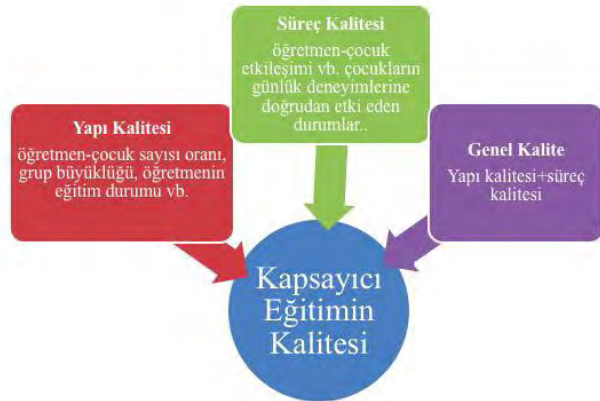 Yapı Kalitesi
öğretmen-çocuk sayısı oranı,
grup büyüklüğü, öğretmenin
eğitim durumu vb.
Süreç Kalitesi
öğretmen-çocuk
etkileşimi vb. çocukların
günlük deneyimlerine
doğrudan etki eden
durumlar..
Genel Kalite
Yapı kalitesi+süreç
kalitesi
Kapsayıcı
Eğitimin
Kalitesi